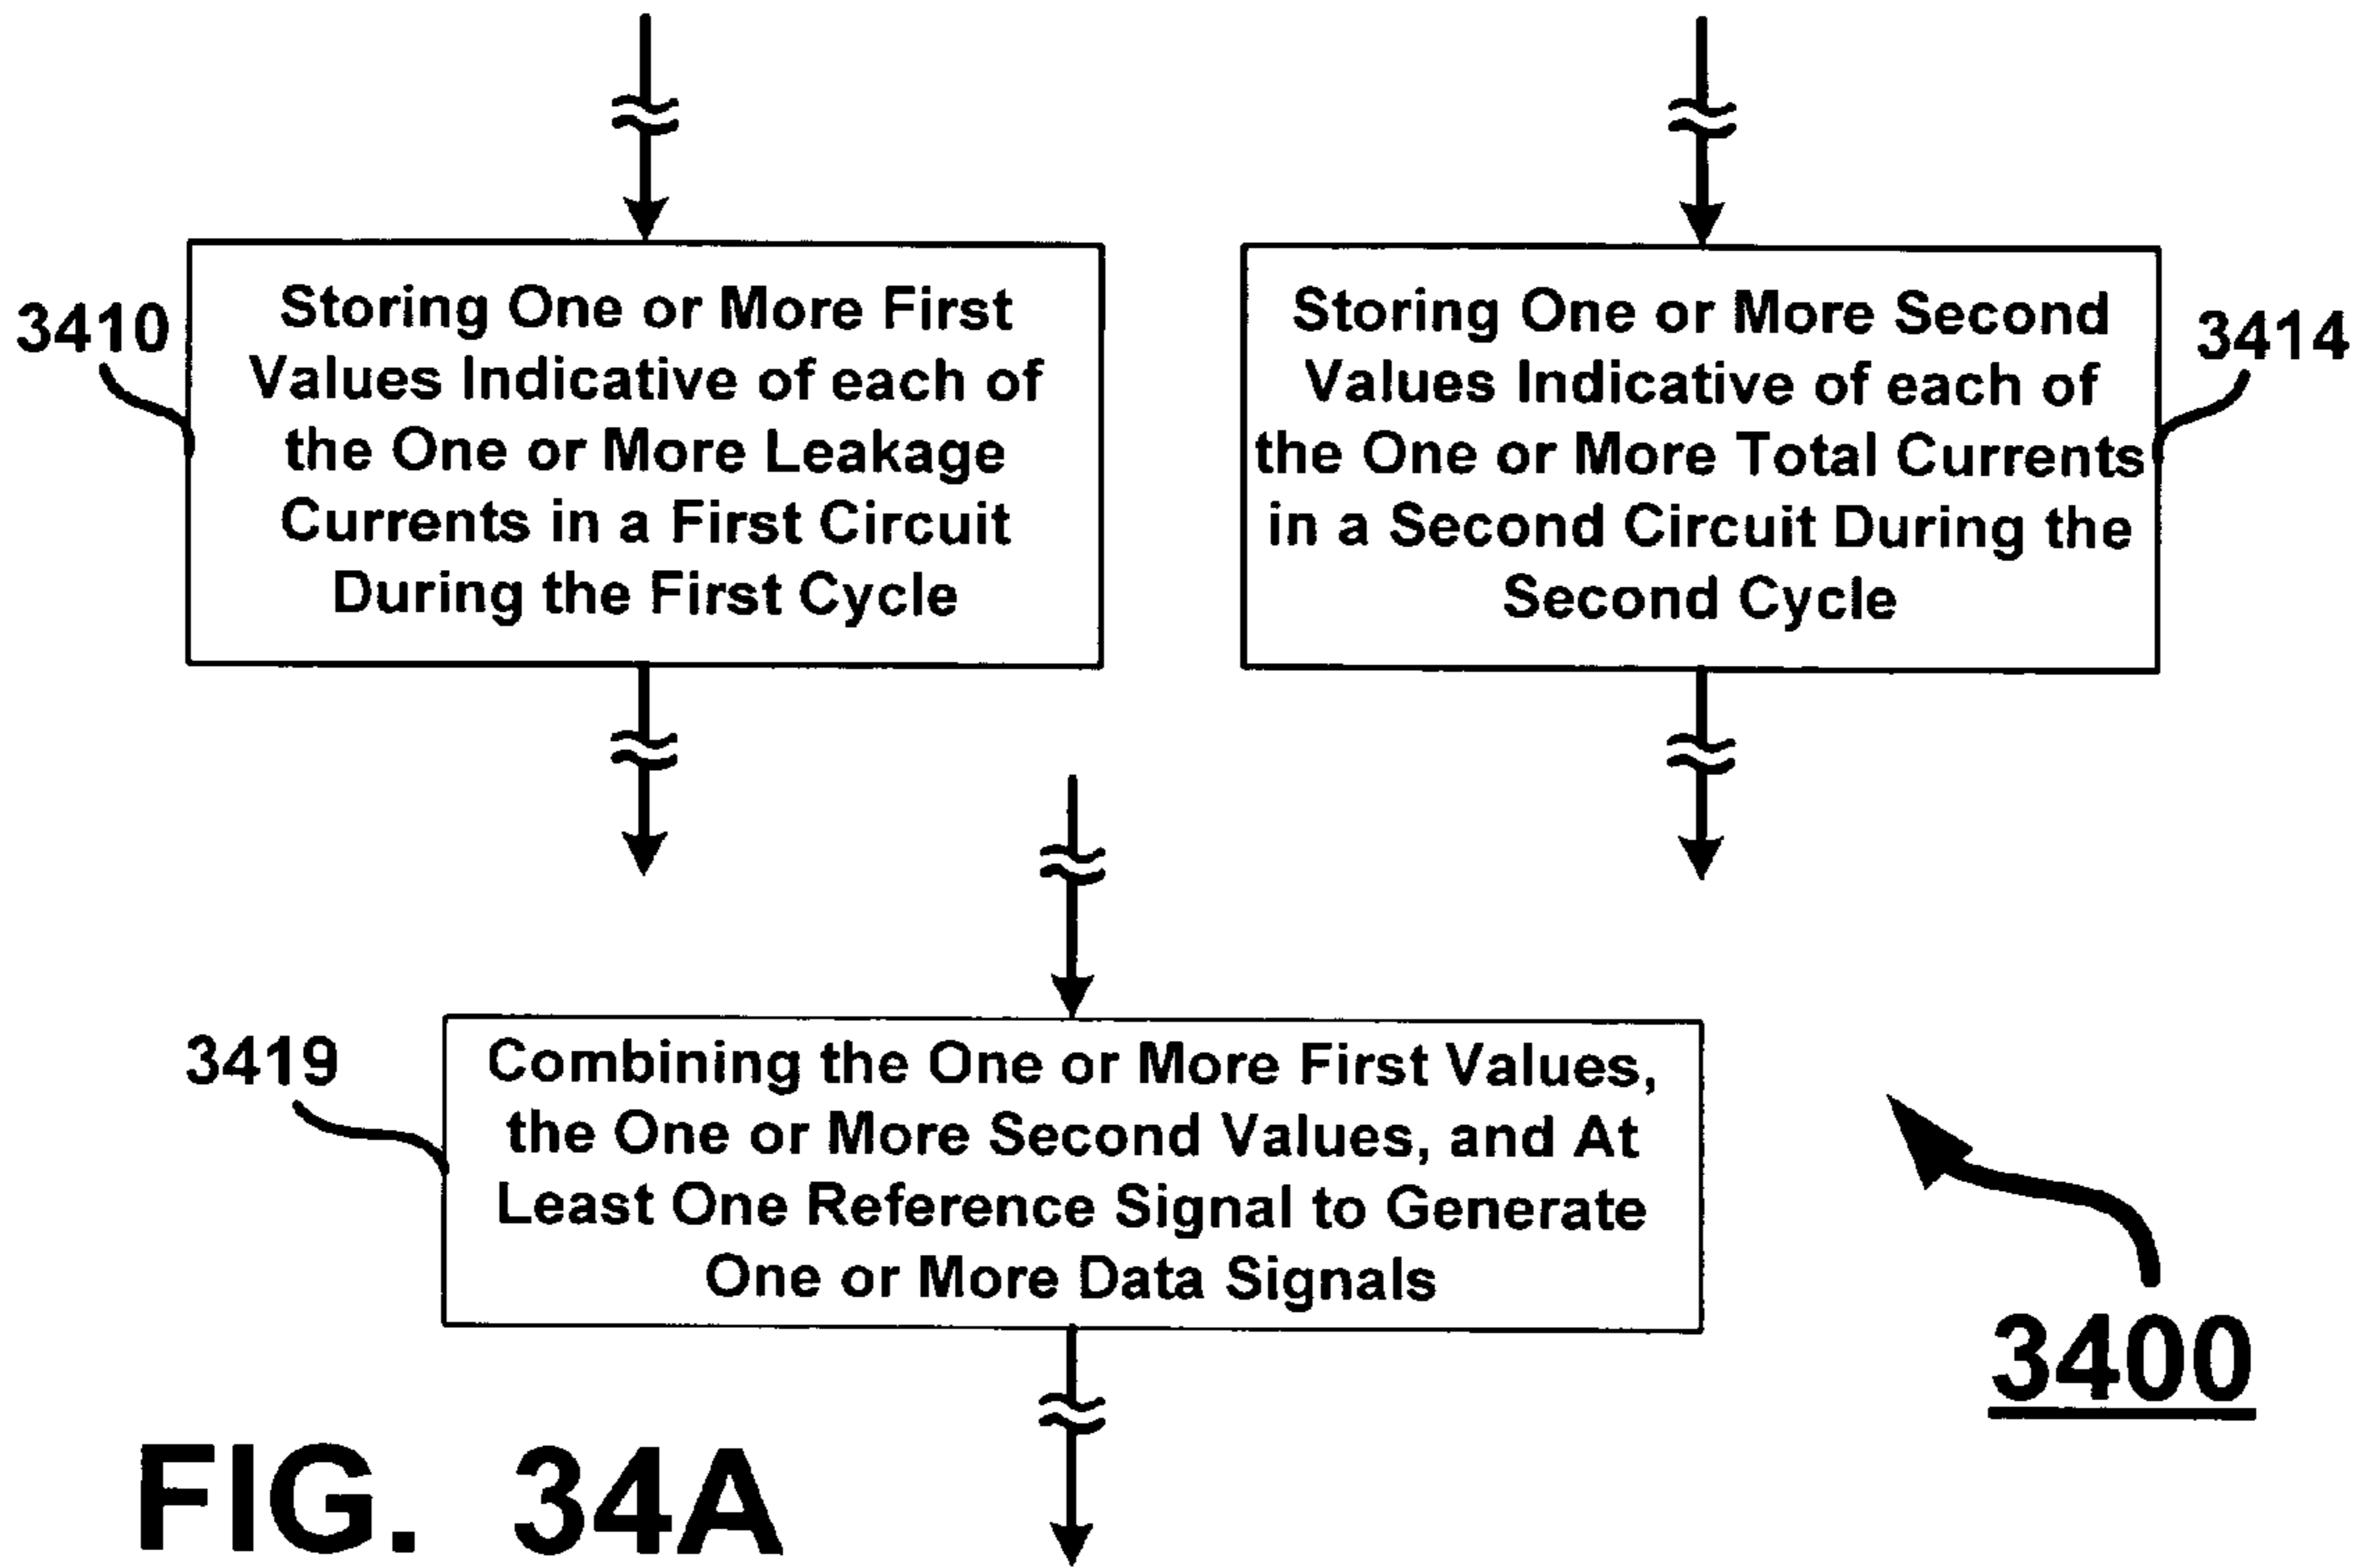 3410
Storing One or More First
Values Indicative of each of
the One or More Leakage
Currents in a First Circuit
During the First Cycle
Storing One or More Second
Values Indicative of each of
the One or More Total Currents
in a Second Circuit During the
Second Cycle
3414
3419
Combining the One or More First Values,
the One or More Second Values, and At
Least One Reference Signal to Generate
One or More Data Signals
3400
FIG. 34A